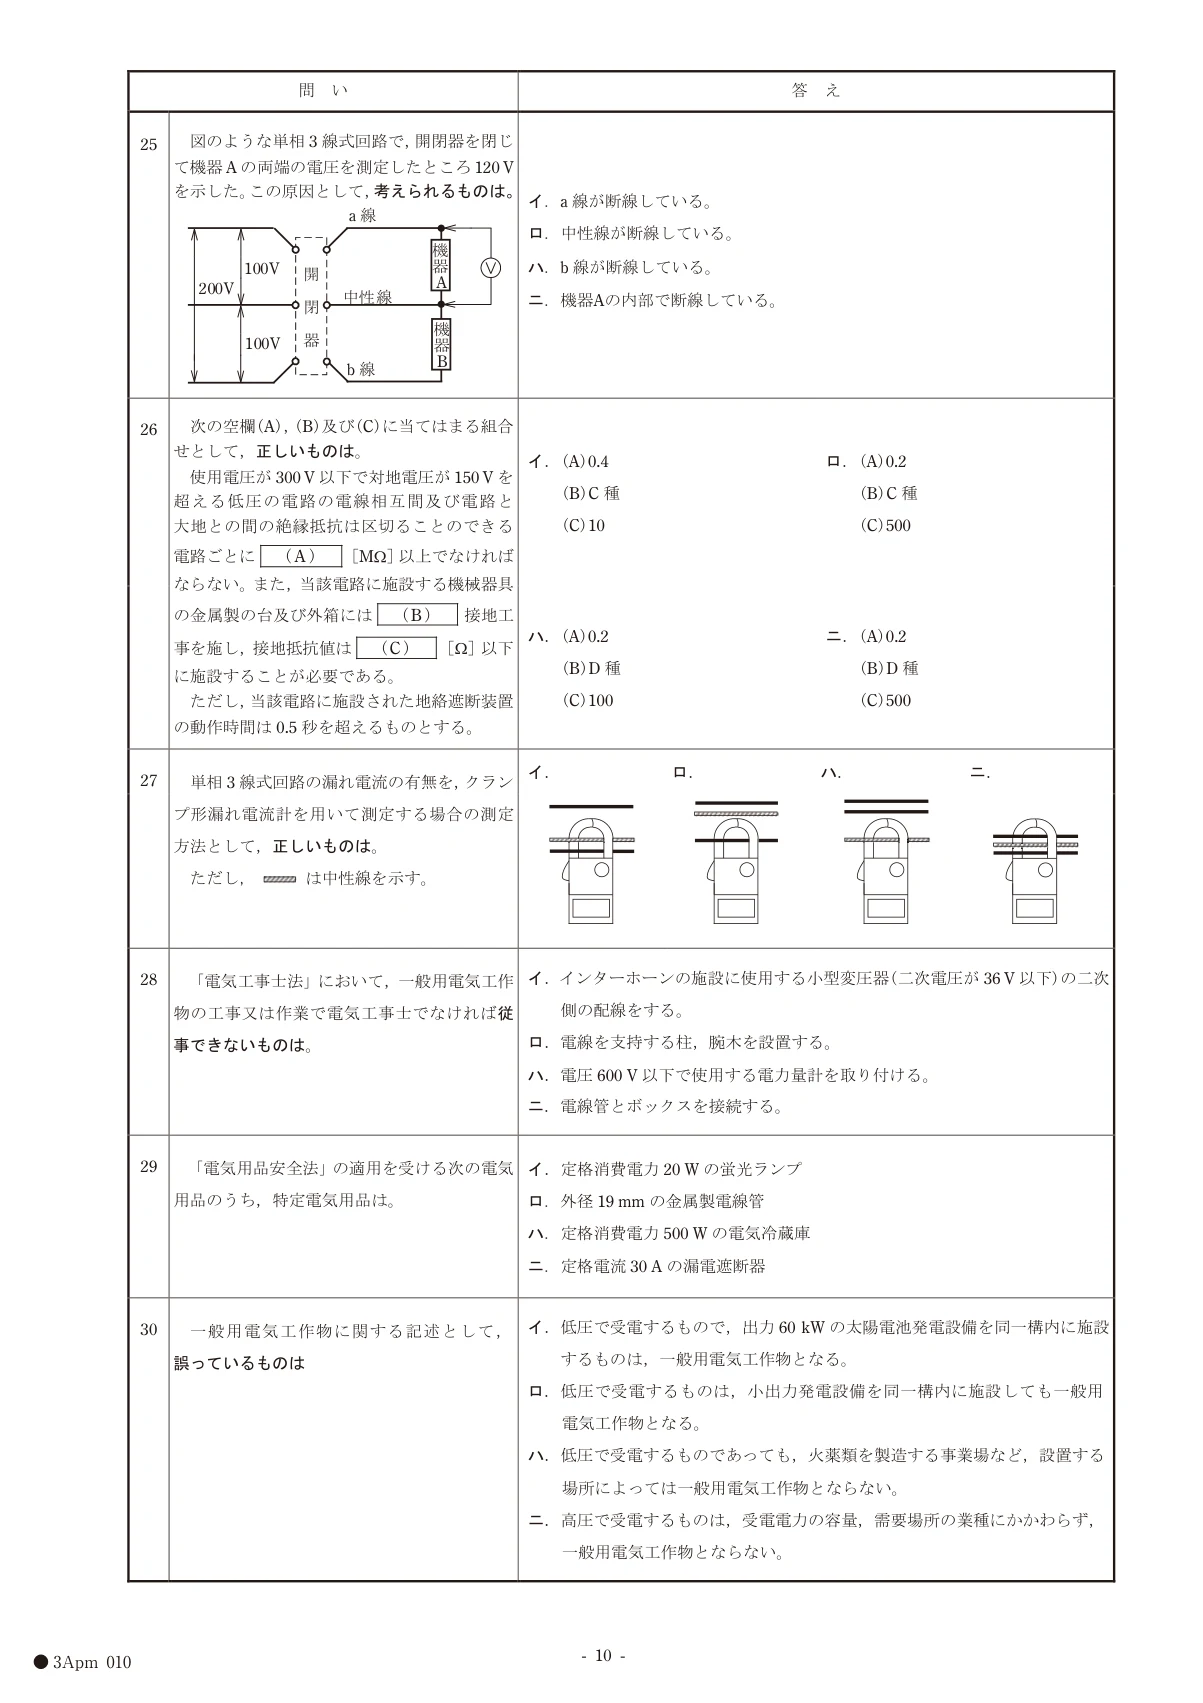 問　い
答　え
25
図のような単相3線式回路で，開閉器を閉じ
て機器Aの両端の電圧を測定したところ120V
を示した。この原因として，考えられるものは。
a 線
100V
200V
100V
開
閉
器
中性線
b 線
機器A
機器B
V
イ．a 線が断線している。
ロ．中性線が断線している。
ハ．b 線が断線している。
ニ．機器Aの内部で断線している。
26
次の空欄(A)，(B)及び(C)に当てはまる組合
せとして，正しいものは。
使用電圧が 300 V 以下で対地電圧が 150 V を
超える低圧の電路の電線相互間及び電路と
大地との間の絶縁抵抗は区切ることのできる
電路ごとに （A） ［MΩ］以上でなければ
ならない。また，当該電路に施設する機械器具
の金属製の台及び外箱には （B） 接地工
事を施し，接地抵抗値は （C） ［Ω］以下
に施設することが必要である。
ただし，当該電路に施設された地絡遮断装置
の動作時間は 0.5 秒を超えるものとする。
イ．(A)0.4
(B)C 種
(C)10
ロ．(A)0.2
(B)C 種
(C)500
ハ．(A)0.2
(B)D 種
(C)100
ニ．(A)0.2
(B)D 種
(C)500
27
単相3線式回路の漏れ電流の有無を，クラン
プ形漏れ電流計を用いて測定する場合の測定
方法として，正しいものは。
ただし， は中性線を示す。
イ．
ロ．
ハ．
ニ．
28
「電気工事士法」において，一般用電気工作
物の工事又は作業で電気工事士でなければ従
事できないものは。
イ．インターホーンの施設に使用する小型変圧器(二次電圧が 36 V 以下)の二次
側の配線をする。
ロ．電線を支持する柱，腕木を設置する。
ハ．電圧 600 V 以下で使用する電力量計を取り付ける。
ニ．電線管とボックスを接続する。
29
「電気用品安全法」の適用を受ける次の電気
用品のうち，特定電気用品は。
イ．定格消費電力 20 W の蛍光ランプ
ロ．外径 19 mm の金属製電線管
ハ．定格消費電力 500 W の電気冷蔵庫
ニ．定格電流 30 A の漏電遮断器
30
一般用電気工作物に関する記述として，
誤っているものは
イ．低圧で受電するもので，出力 60 kW の太陽電池発電設備を同一構内に施設
するものは，一般用電気工作物となる。
ロ．低圧で受電するものは，小出力発電設備を同一構内に施設しても一般用
電気工作物となる。
ハ．低圧で受電するものであっても，火薬類を製造する事業場など，設置する
場所によっては一般用電気工作物とならない。
ニ．高圧で受電するものは，受電電力の容量，需要場所の業種にかかわらず，
一般用電気工作物とならない。
●3Apm 010
- 10 -